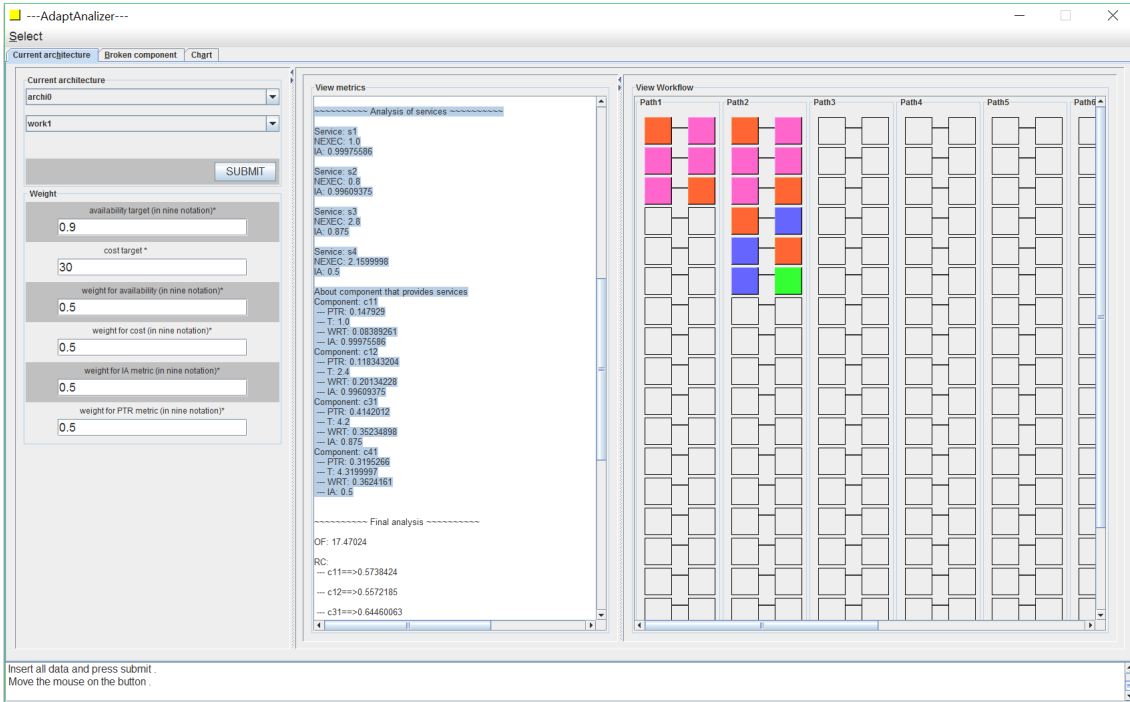 ---AdaptAnalizer---
Select
Current architecture
Broken component
Chart
Current architecture
archi0
work1
SUBMIT
Weight
availability target (in nine notation)*
0.9
cost target *
30
weight for availability (in nine notation)*
0.5
weight for cost (in nine notation)*
0.5
weight for IA metric (in nine notation)*
0.5
weight for PTR metric (in nine notation)*
0.5
View metrics
~~~~~~~~~~ Analysis of services ~~~~~~~~~~
Service: s1
NEXEC: 1.0
IA: 0.99975586
Service: s2
NEXEC: 0.8
IA: 0.99609375
Service: s3
NEXEC: 2.8
IA: 0.875
Service: s4
NEXEC: 2.1599998
IA: 0.5
About component that provides services
Component: c11
--- PTR: 0.147929
--- T: 1.0
--- WRT: 0.08389261
--- IA: 0.99975586
Component: c12
--- PTR: 0.118343204
--- T: 2.4
--- WRT: 0.20134228
--- IA: 0.99609375
Component: c31
--- PTR: 0.4142012
--- T: 4.2
--- WRT: 0.35234898
--- IA: 0.875
Component: c41
--- PTR: 0.3195266
--- T: 4.3199997
--- WRT: 0.3624161
--- IA: 0.5
~~~~~~~~~~ Final analysis ~~~~~~~~~~
OF: 17.47024
RC:
--- c11==>0.5738424
--- c12==>0.5572185
--- c31==>0.64460063
View Workflow
Path1
Path2
Path3
Path4
Path5
Path6
Insert all data and press submit .
Move the mouse on the button .